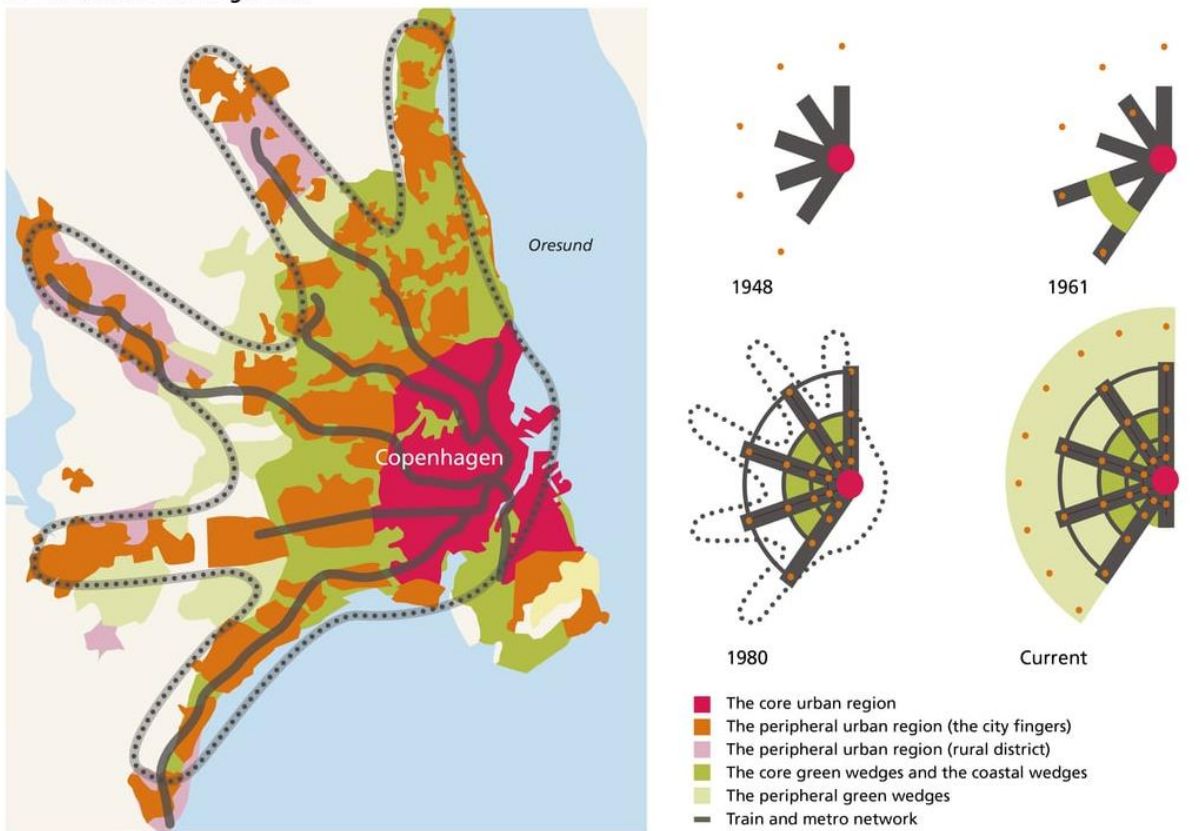 Oresund
Copenhagen
1948
1961
1980
Current
The core urban region
The peripheral urban region (the city fingers)
The peripheral urban region (rural district)
The core green wedges and the coastal wedges
The peripheral green wedges
Train and metro network